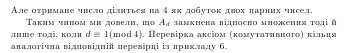 Але отримане число ділиться на 4 як добуток двох парних чисел.
Таким чином ми довели, що A_d замкнена відносно множення тоді й
лише тоді, коли d ≡ 1(mod 4). Перевірка аксіом (комутативного) кільця
аналогічна відповідній перевірці із прикладу 6.